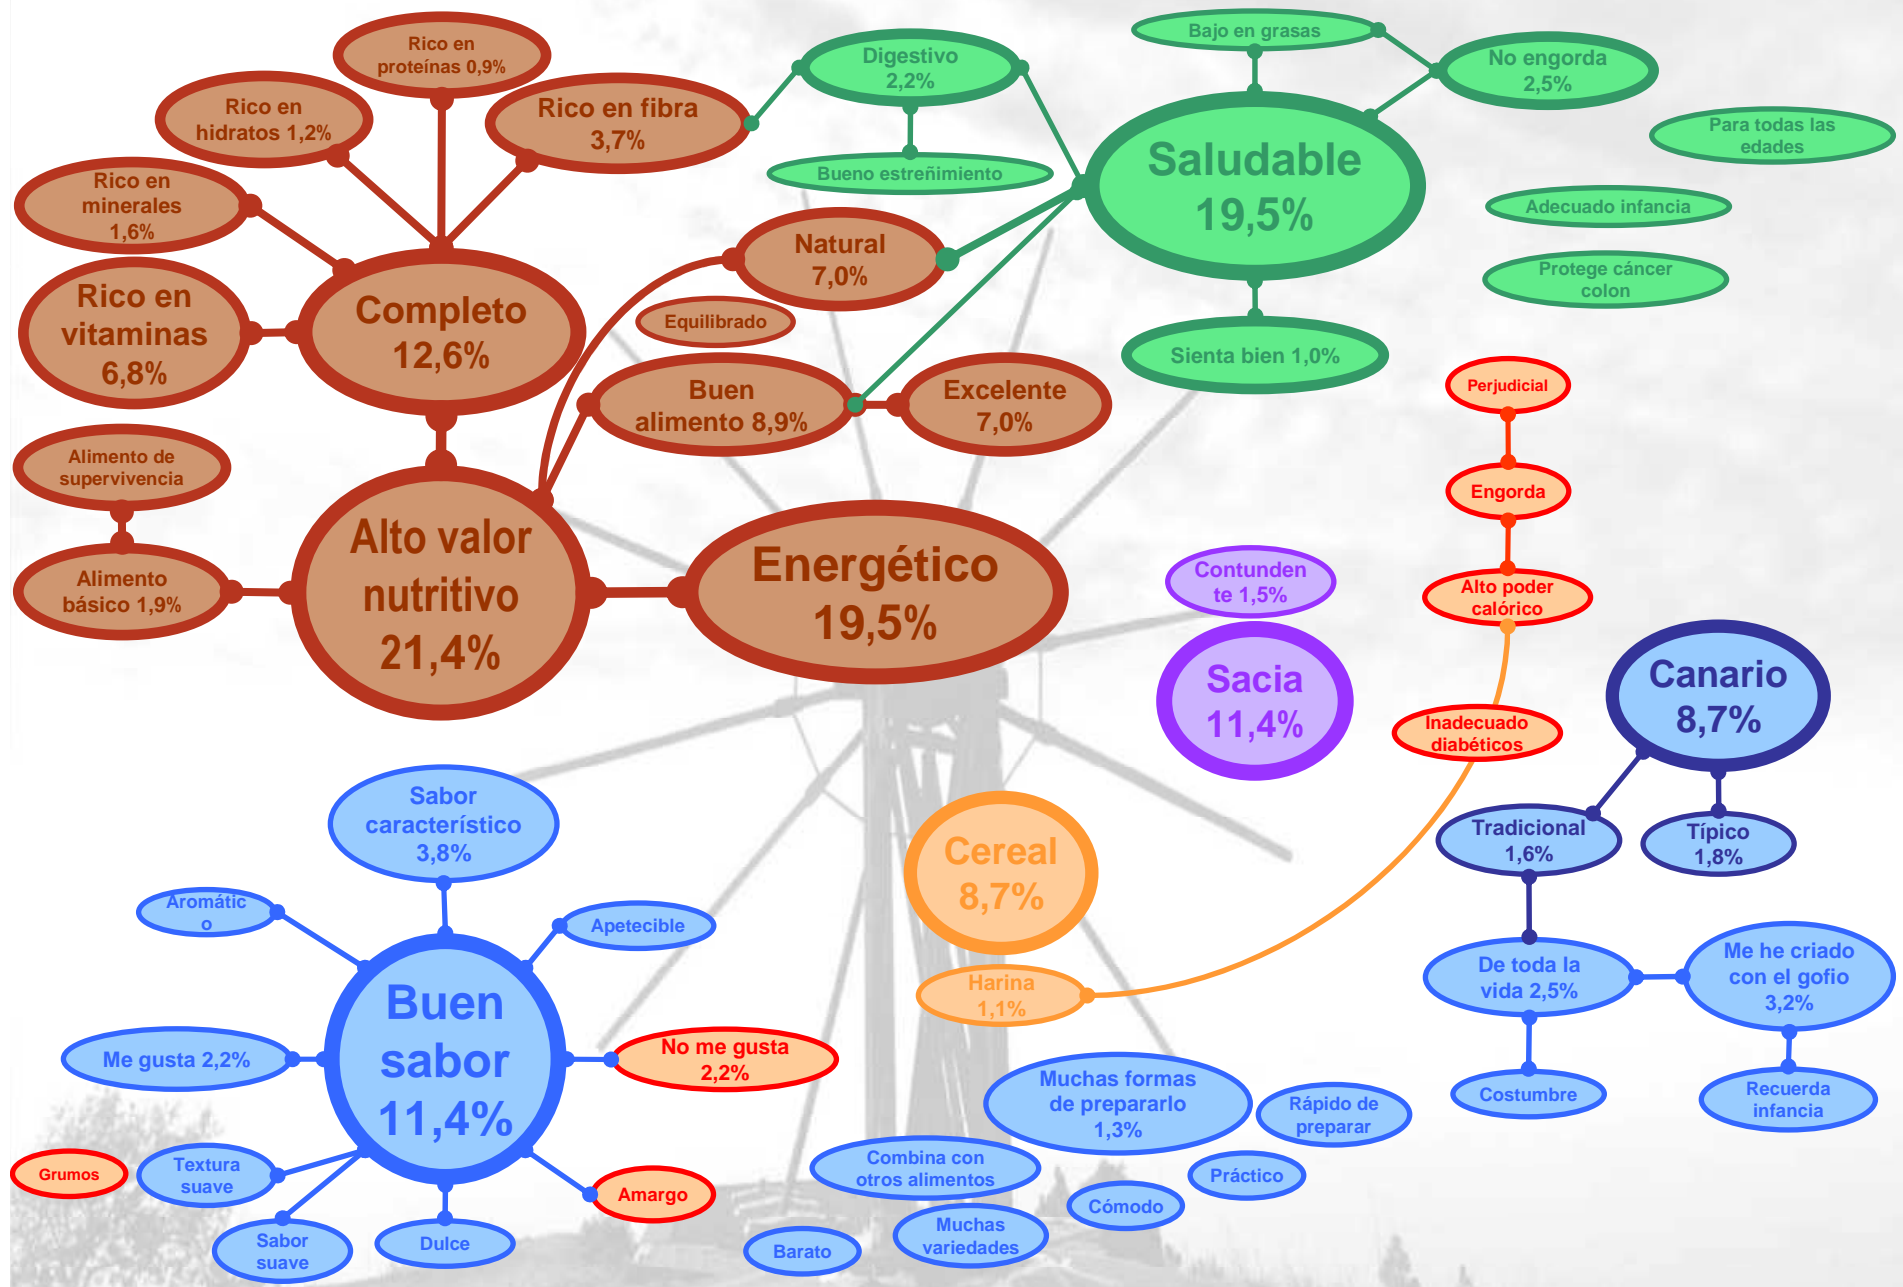 Rico en
proteínas 0,9%
Rico en
hidratos 1,2%
Rico en fibra
3,7%
Rico en
minerales
1,6%
Rico en
vitaminas
6,8%
Completo
12,6%
Digestivo
2,2%
Bueno estreñimiento
Natural
7,0%
Equilibrado
Buen
alimento 8,9%
Excelente
7,0%
Bajo en grasas
No engorda
2,5%
Saludable
19,5%
Sienta bien 1,0%
Para todas las
edades
Adecuado infancia
Protege cáncer
colon
Perjudicial
Engorda
Alto poder
calórico
Inadecuado
diabéticos
Alimento de
supervivencia
Alimento
básico 1,9%
Alto valor
nutritivo
21,4%
Energético
19,5%
Contunden
te 1,5%
Sacia
11,4%
Canario
8,7%
Tradicional
1,6%
Típico
1,8%
De toda la
vida 2,5%
Me he criado
con el gofio
3,2%
Costumbre
Recuerda
infancia
Cereal
8,7%
Harina
1,1%
Sabor
característico
3,8%
Aromátic
o
Apetecible
Buen
sabor
11,4%
Me gusta 2,2%
No me gusta
2,2%
Grumos
Textura
suave
Sabor
suave
Dulce
Amargo
Muchas formas
de prepararlo
1,3%
Rápido de
preparar
Combina con
otros alimentos
Práctico
Cómodo
Muchas
variedades
Barato